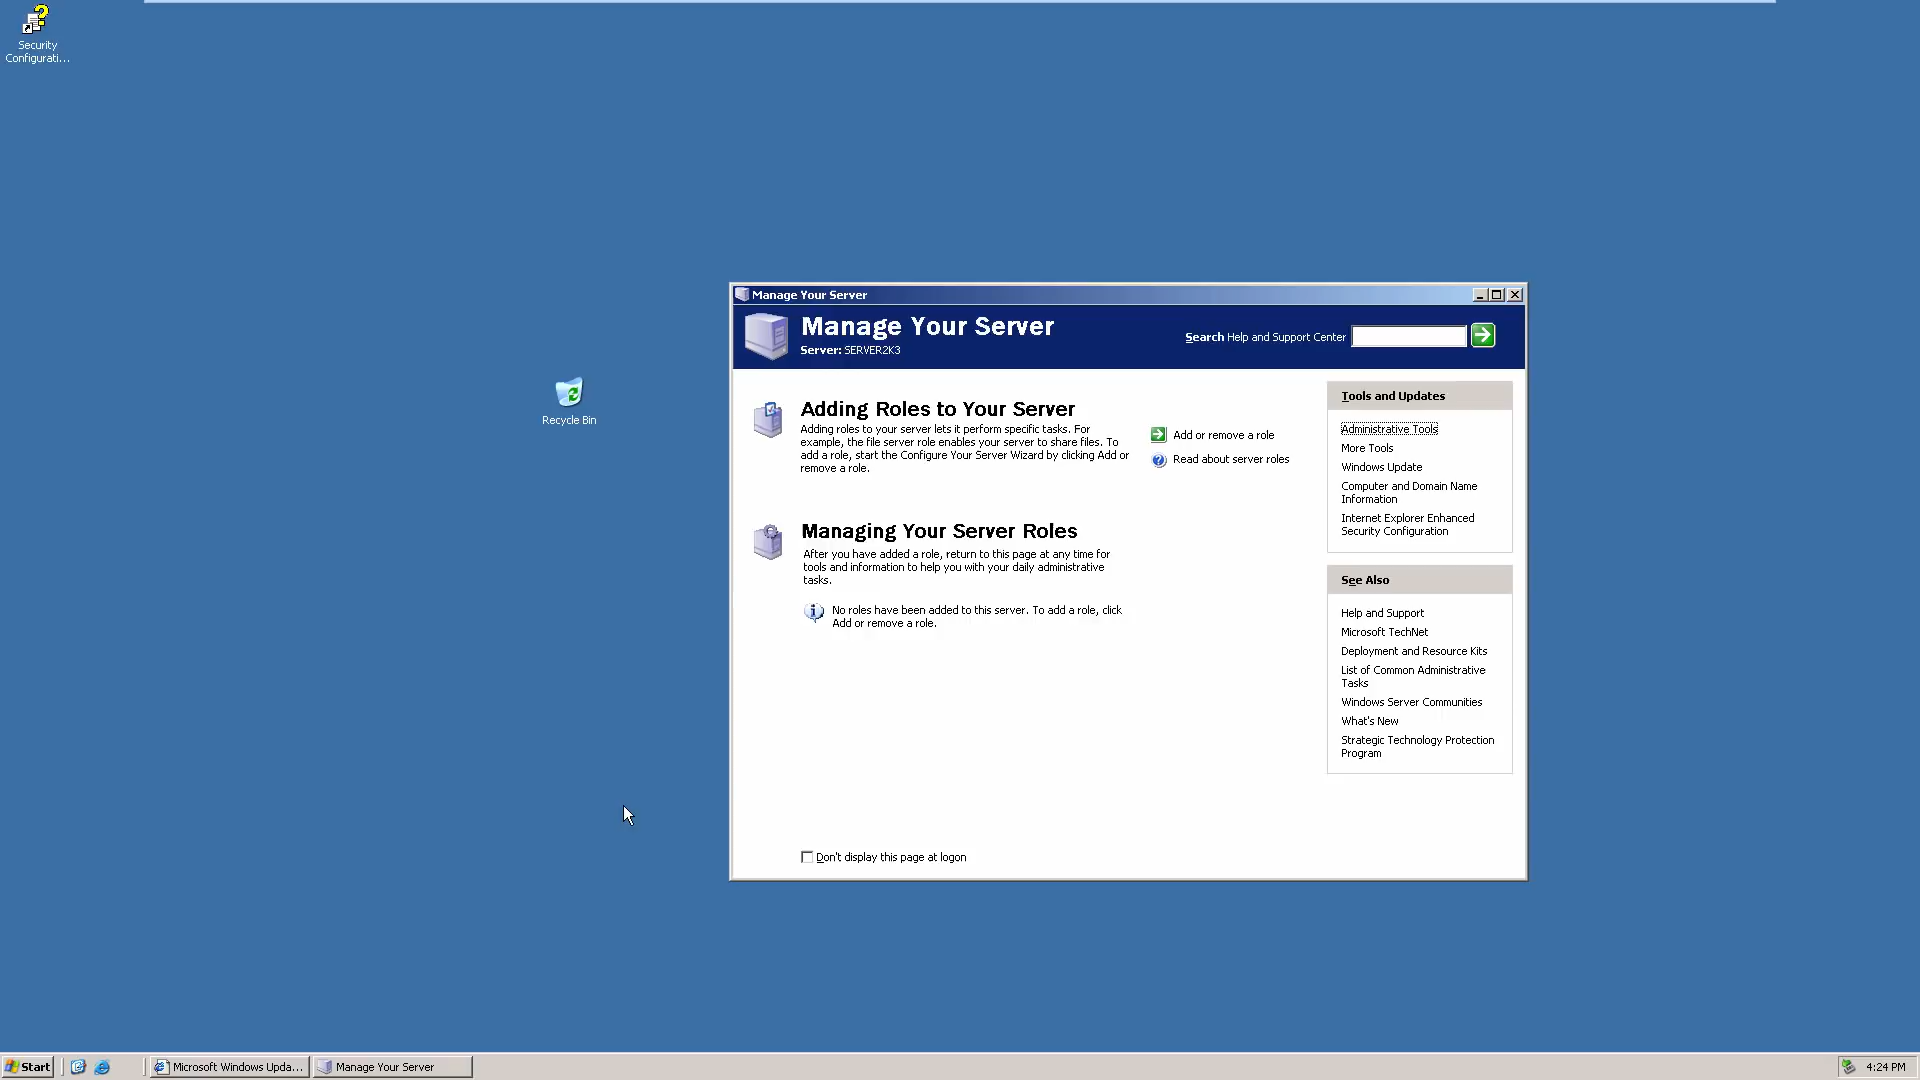 Security
Configurati...
Recycle Bin
Manage Your Server
Manage Your Server
Server: SERVER2K3
Search Help and Support Center
Adding Roles to Your Server
Adding roles to your server lets it perform specific tasks. For
example, the file server role enables your server to share files. To
add a role, start the Configure Your Server Wizard by clicking Add or
remove a role.
Add or remove a role
Read about server roles
Managing Your Server Roles
After you have added a role, return to this page at any time for
tools and information to help you with your daily administrative
tasks.
No roles have been added to this server. To add a role, click
Add or remove a role.
Don't display this page at logon
Tools and Updates
Administrative Tools
More Tools
Windows Update
Computer and Domain Name
Information
Internet Explorer Enhanced
Security Configuration
See Also
Help and Support
Microsoft TechNet
Deployment and Resource Kits
List of Common Administrative
Tasks
Windows Server Communities
What's New
Strategic Technology Protection
Program
Start
Microsoft Windows Upda...
Manage Your Server
4:24 PM